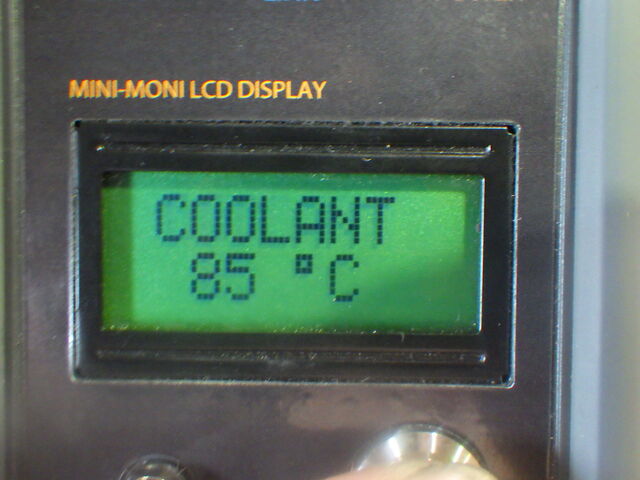 MINI-MONI LCD DISPLAY
COOLANT
85 °C